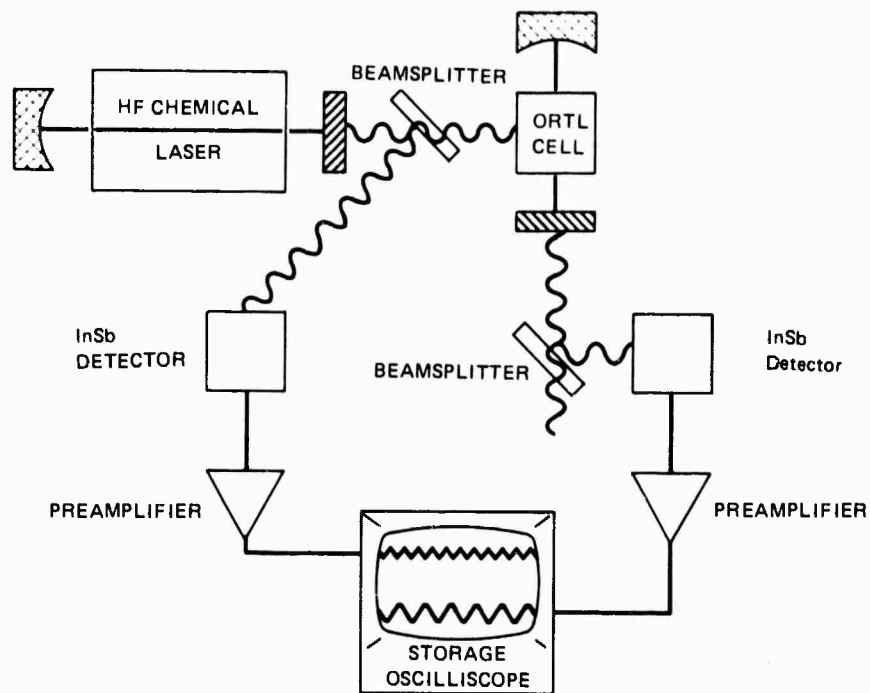 BEAMSPLITTER
HF CHEMICAL
LASER
ORTL
CELL
InSb
DETECTOR
BEAMSPLITTER
InSb
Detector
PREAMPLIFIER
PREAMPLIFIER
STORAGE
OSCILLISCOPE